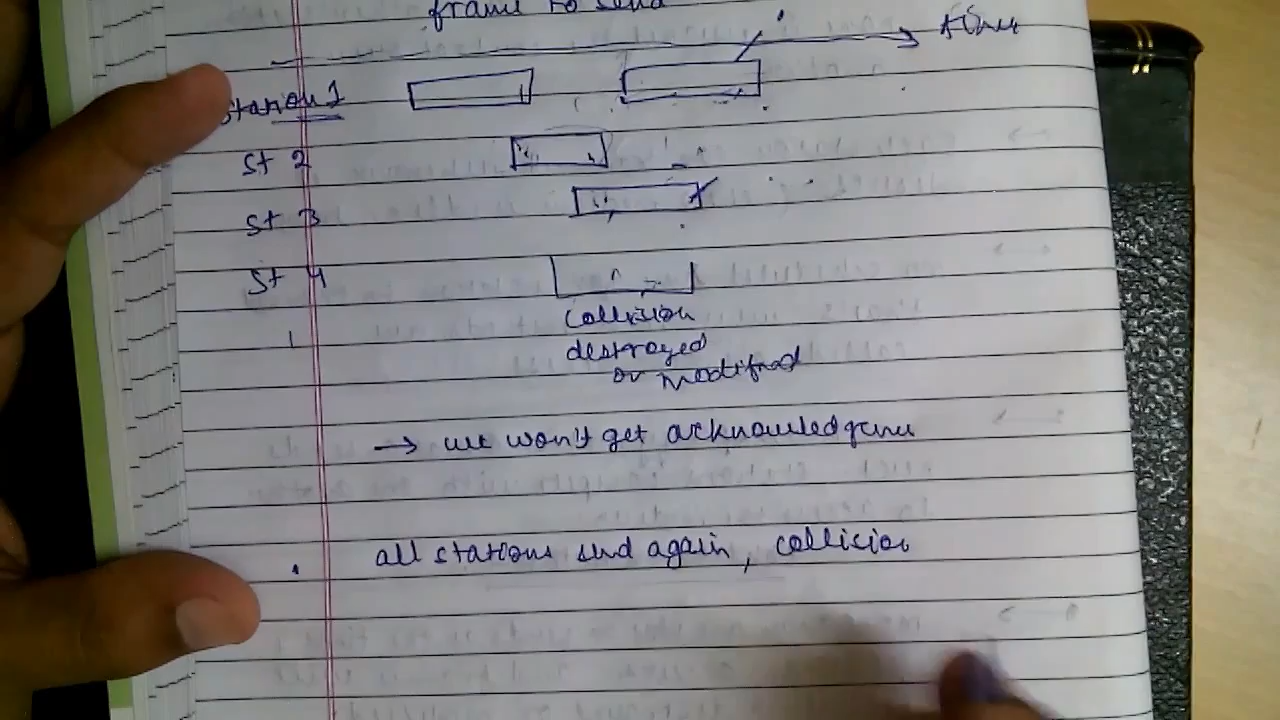 frame to send
time
Station 1
St 2
St 3
St 4
collision
destroyed
or modified
→ we won't get acknowledgement
. all stations send again, collision